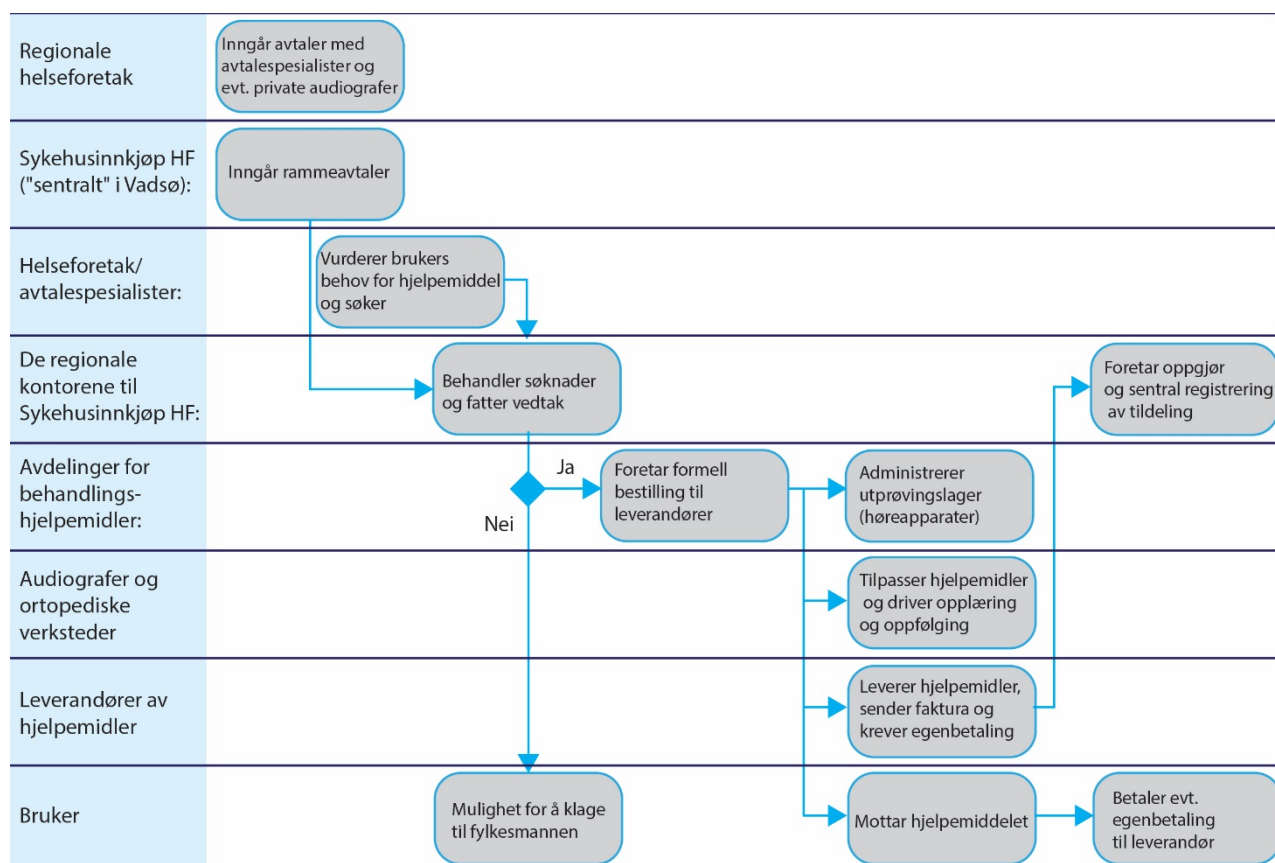 Regionale
helseforetak
Inngår avtaler med
avtalespesialister og
evt. private audiografer
Sykehusinnkjøp HF
("sentralt" i Vadsø):
Inngår rammeavtaler
Helseforetak/
avtalespesialister:
Vurderer brukers
behov for hjelpemiddel
og søker
De regionale
kontorene til
Sykehusinnkjøp HF:
Behandler søknader
og fatter vedtak
Foretar oppgjør
og sentral registrering
av tildeling
Avdelinger for
behandlings-
hjelpemidler:
Ja
Nei
Foretar formell
bestilling til
leverandører
Administrerer
utprøvingslager
(høreapparater)
Audiografer og
ortopediske
verksteder
Tilpasser hjelpemidler
og driver opplæring
og oppfølging
Leverandører av
hjelpemidler
Leverer hjelpemidler,
sender faktura og
krever egenbetaling
Bruker
Mulighet for å klage
til fylkesmannen
Mottar hjelpemiddelet
Betaler evt.
egenbetaling
til leverandør